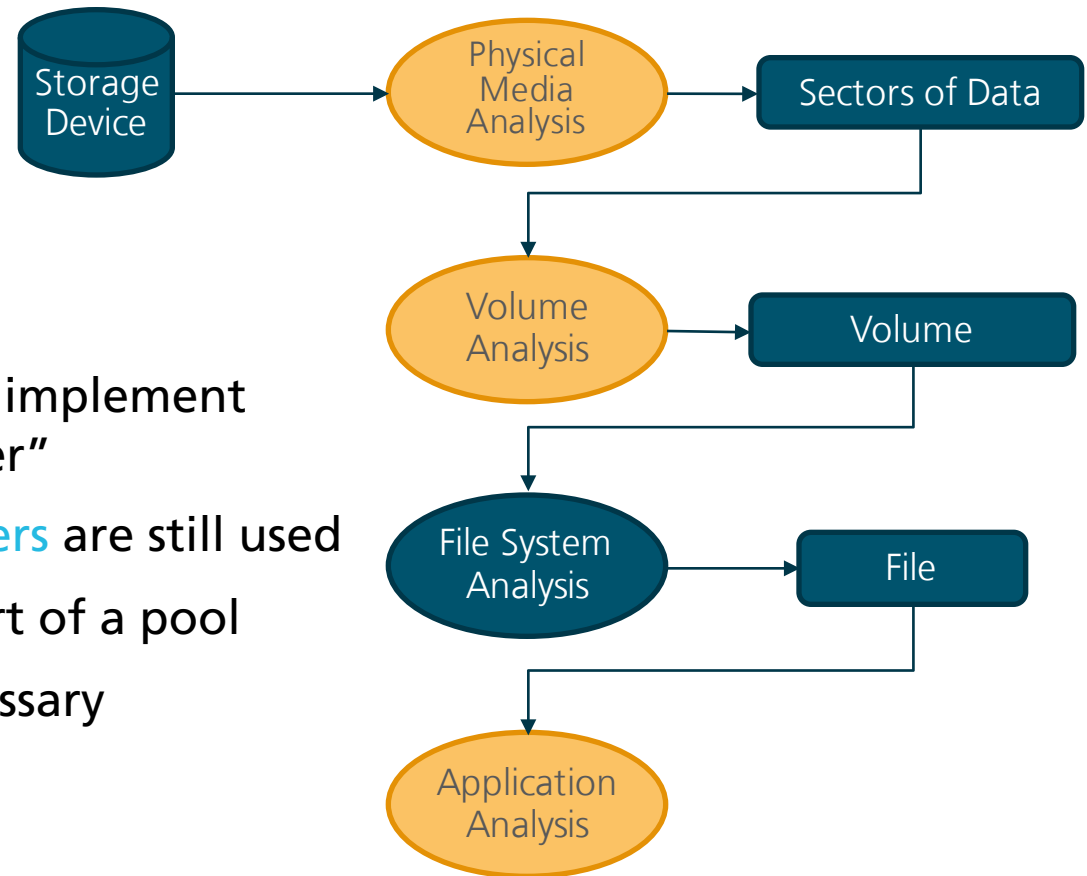 Storage
Device
Physical
Media
Analysis
Sectors of Data
Volume
Analysis
Volume
implement
er”
ers are still used
File System
Analysis
File
rt of a pool
ssary
Application
Analysis